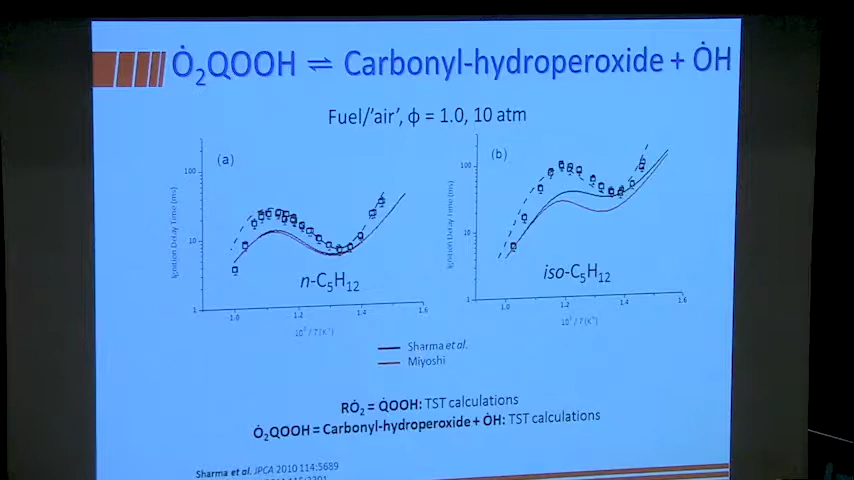 Ȯ₂QOOH ⇌ Carbonyl-hydroperoxide + ȮH
Fuel/'air', ϕ = 1.0, 10 atm
(a)
100
10
1
Ignition Delay Time (ms)
n-C₅H₁₂
1.0 1.2 1.4 1.6
10³ / T (K⁻¹)
(b)
100
10
1
Ignition Delay Time (ms)
iso-C₅H₁₂
1.0 1.2 1.4 1.6
10³ / T (K⁻¹)
Sharma et al.
Miyoshi
RȮ₂ = Q̇OOH: TST calculations
Ȯ₂QOOH = Carbonyl-hydroperoxide + ȮH: TST calculations
Sharma et al. JPCA 2010 114:5689